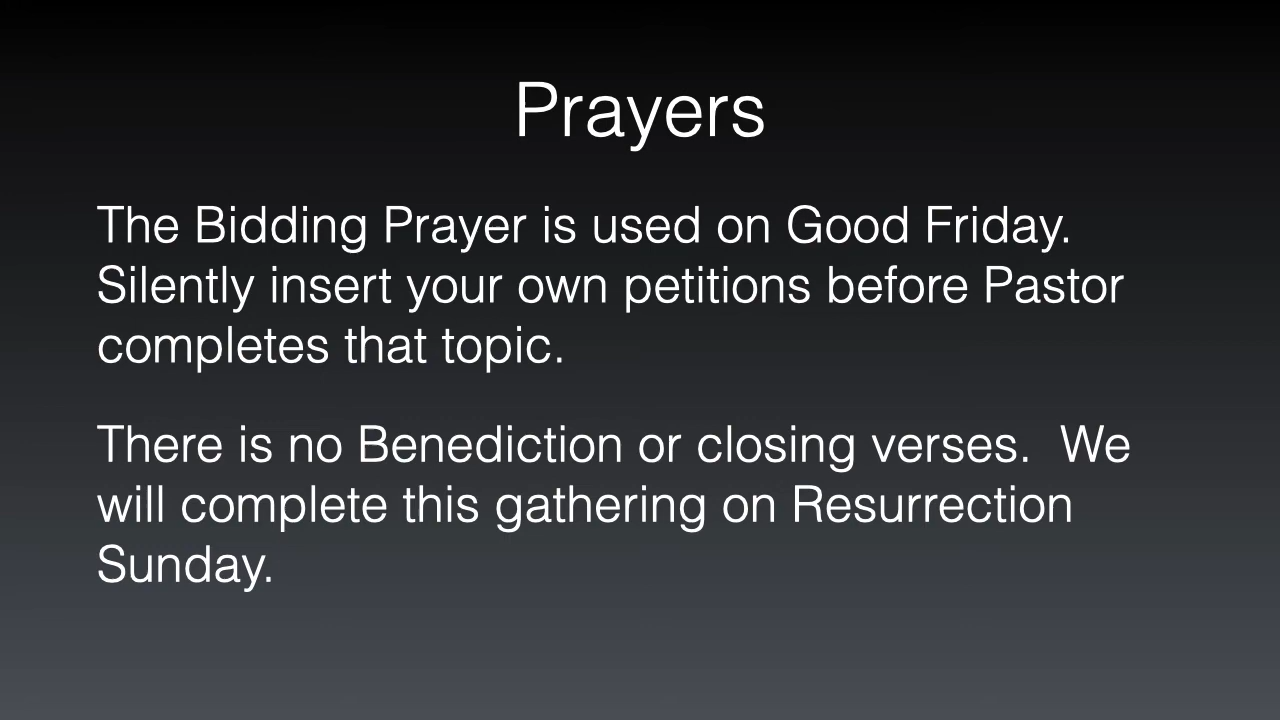 Prayers
The Bidding Prayer is used on Good Friday.
Silently insert your own petitions before Pastor
completes that topic.
There is no Benediction or closing verses.  We
will complete this gathering on Resurrection
Sunday.